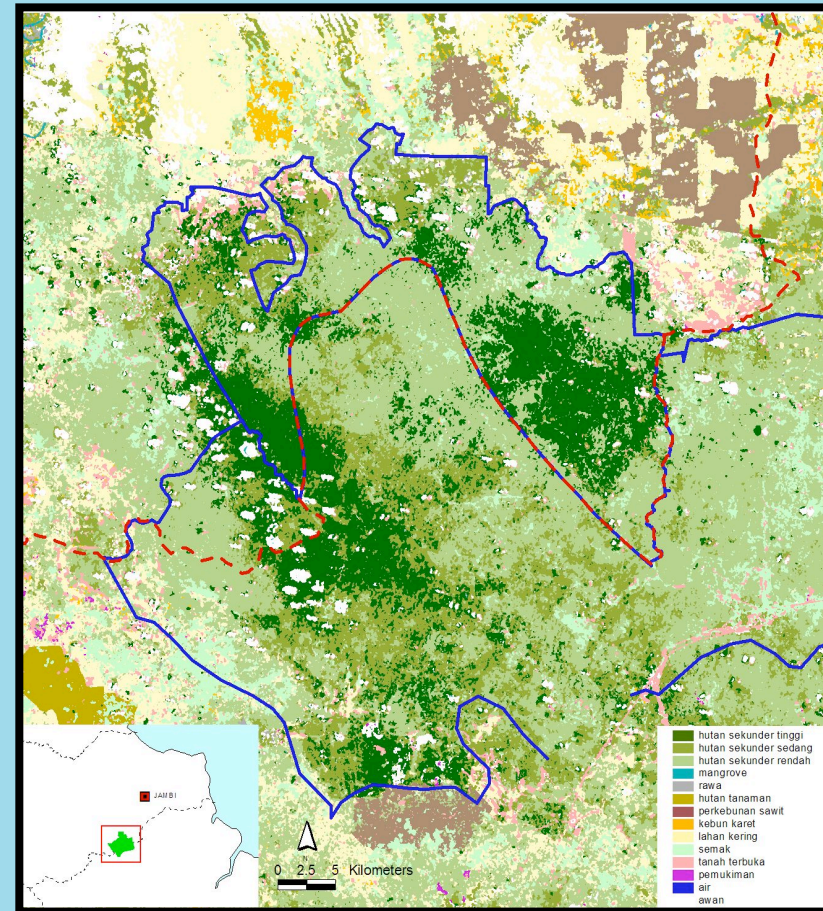 JAMBI
N
0 2.5 5 Kilometers
hutan sekunder tinggi
hutan sekunder sedang
hutan sekunder rendah
mangrove
rawa
hutan tanaman
perkebunan sawit
kebun karet
lahan kering
semak
tanah terbuka
pemukiman
air
awan